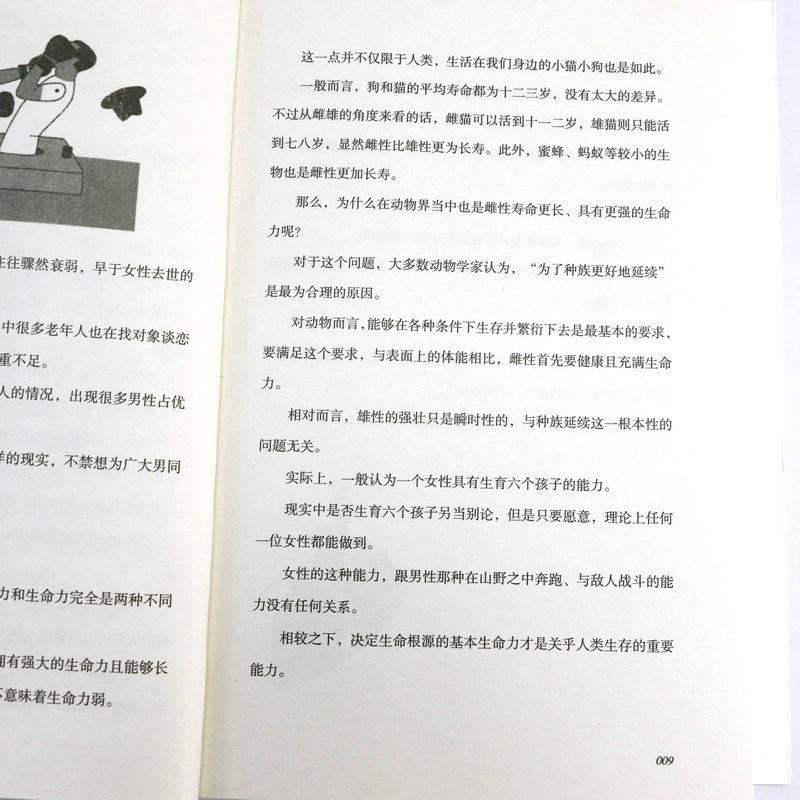 往往骤然衰弱，早于女性去世的
中很多老年人也在找对象谈恋
重不足。
人的情况，出现很多男性占优
样的现实，不禁想为广大男同
力和生命力完全是两种不同
拥有强大的生命力且能够长
不意味着生命力弱。
这一点并不仅限于人类，生活在我们身边的小猫小狗也是如此。
一般而言，狗和猫的平均寿命都为十二三岁，没有太大的差异。
不过从雌雄的角度来看的话，雌猫可以活到十一二岁，雄猫则只能活
到七八岁，显然雌性比雄性更为长寿。此外，蜜蜂、蚂蚁等较小的生
物也是雌性更加长寿。
那么，为什么在动物界当中也是雌性寿命更长、具有更强的生命
力呢？
对于这个问题，大多数动物学家认为，“为了种族更好地延续”
是最为合理的原因。
对动物而言，能够在各种条件下生存并繁衍下去是最基本的要求，
要满足这个要求，与表面上的体能相比，雌性首先要健康且充满生命
力。
相对而言，雄性的强壮只是瞬时性的，与种族延续这一根本性的
问题无关。
实际上，一般认为一个女性具有生育六个孩子的能力。
现实中是否生育六个孩子另当别论，但是只要愿意，理论上任何
一位女性都能做到。
女性的这种能力，跟男性那种在山野之中奔跑、与敌人战斗的能
力没有任何关系。
相较之下，决定生命根源的基本生命力才是关乎人类生存的重要
能力。
009